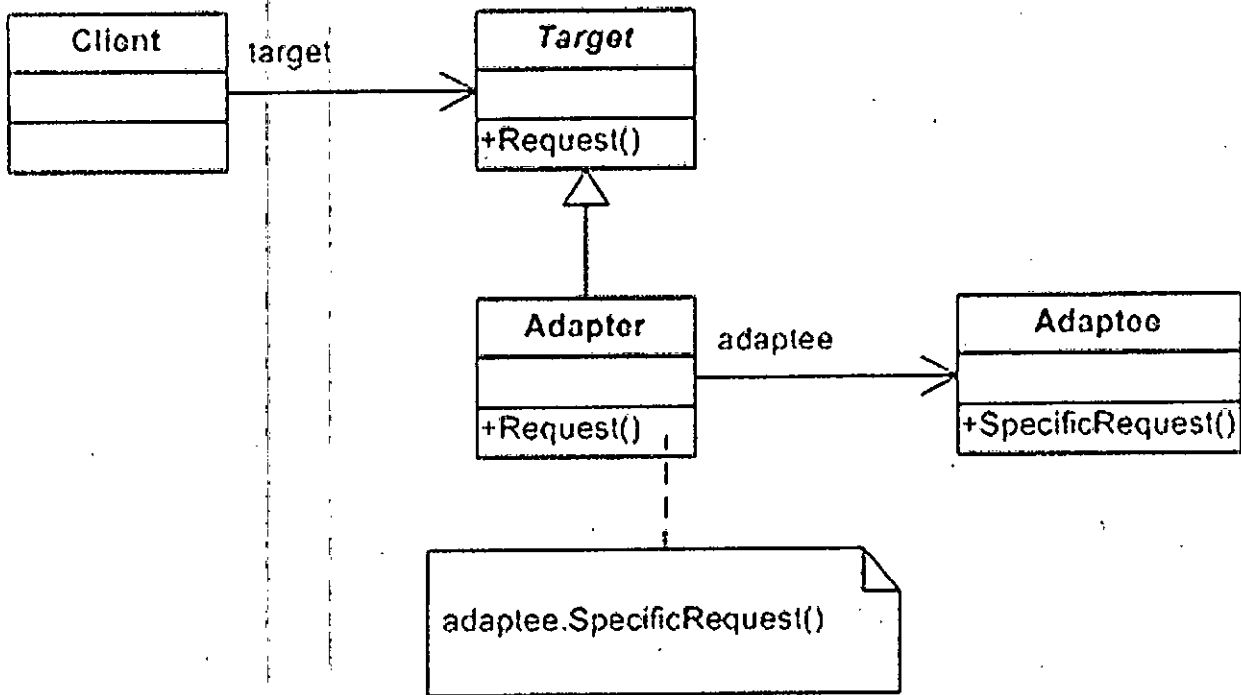 Client
target
Target
+Request()
Adapter
adaptee
Adaptee
+Request()
+SpecificRequest()
adaptee.SpecificRequest()